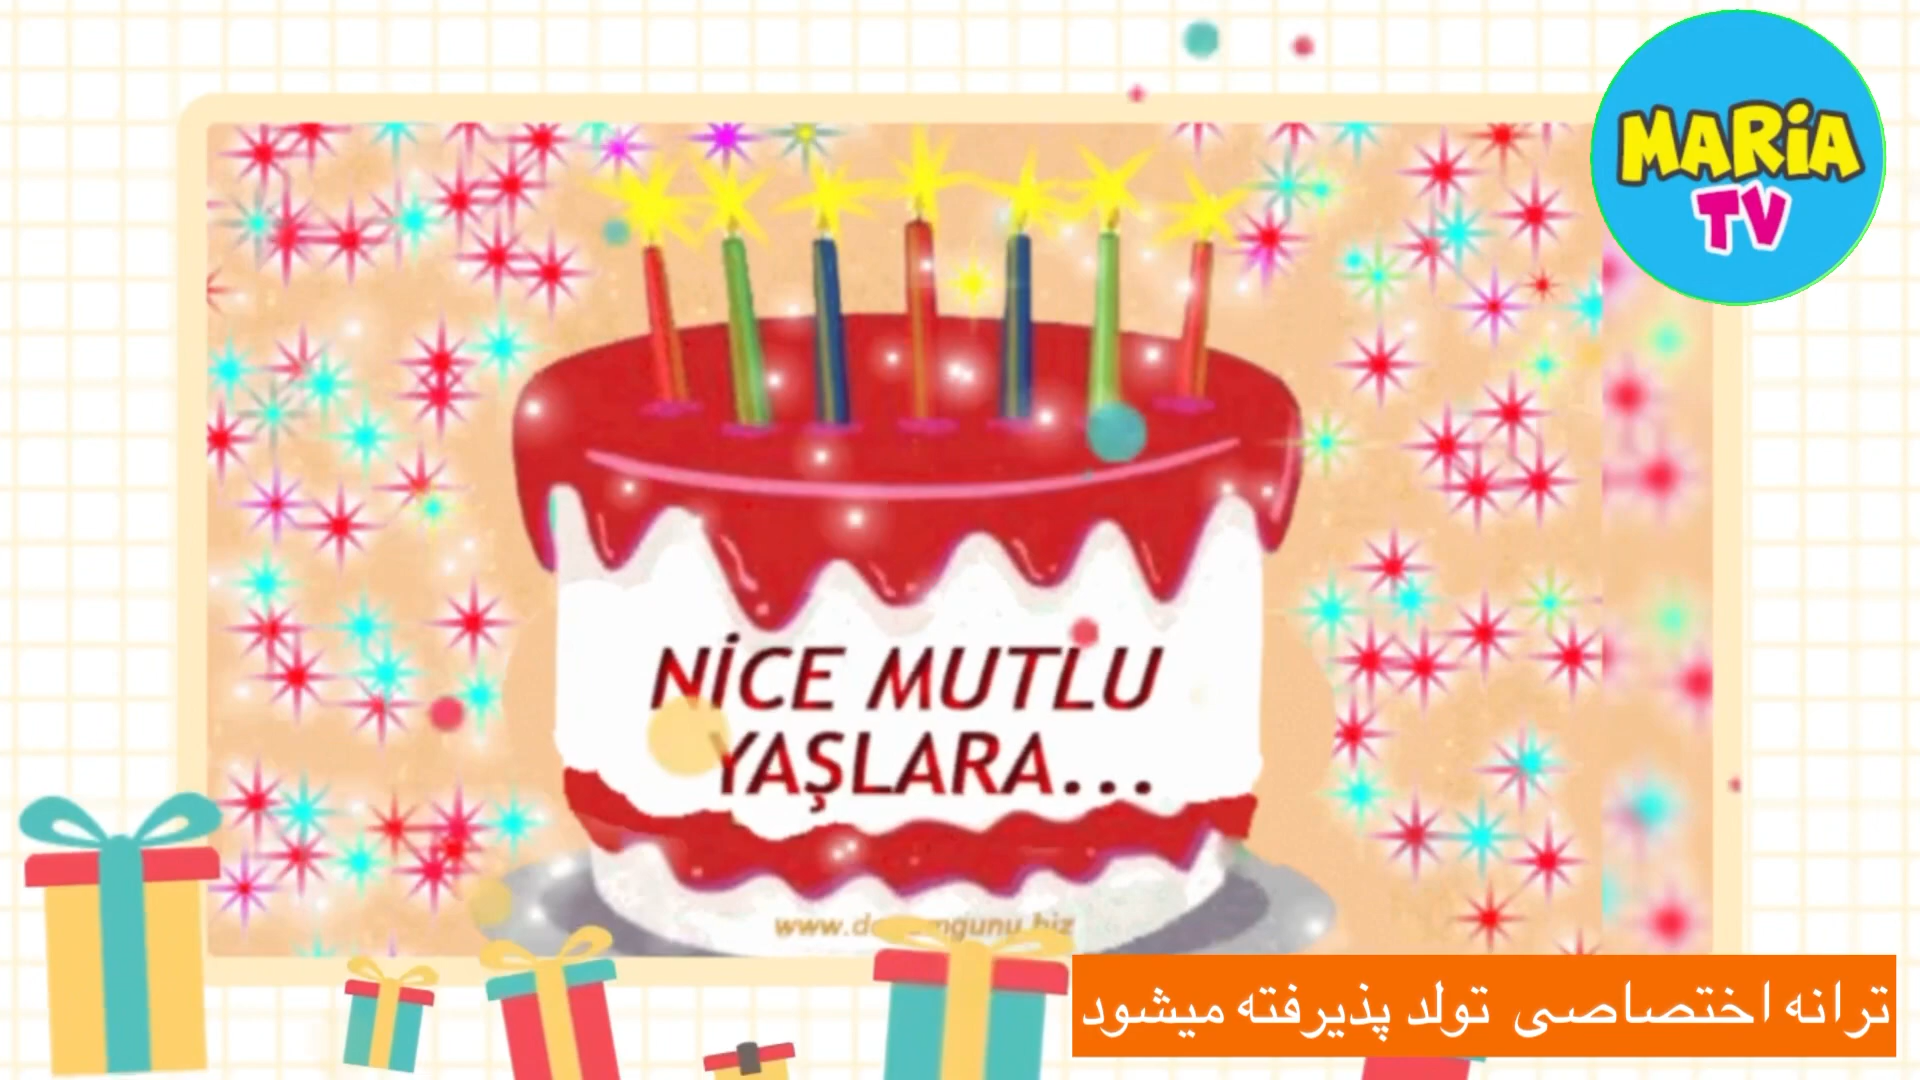 MARiA
TV
NİCE MUTLU
YAŞLARA...
ترانه اختصاصی تولد پذیرفته میشود